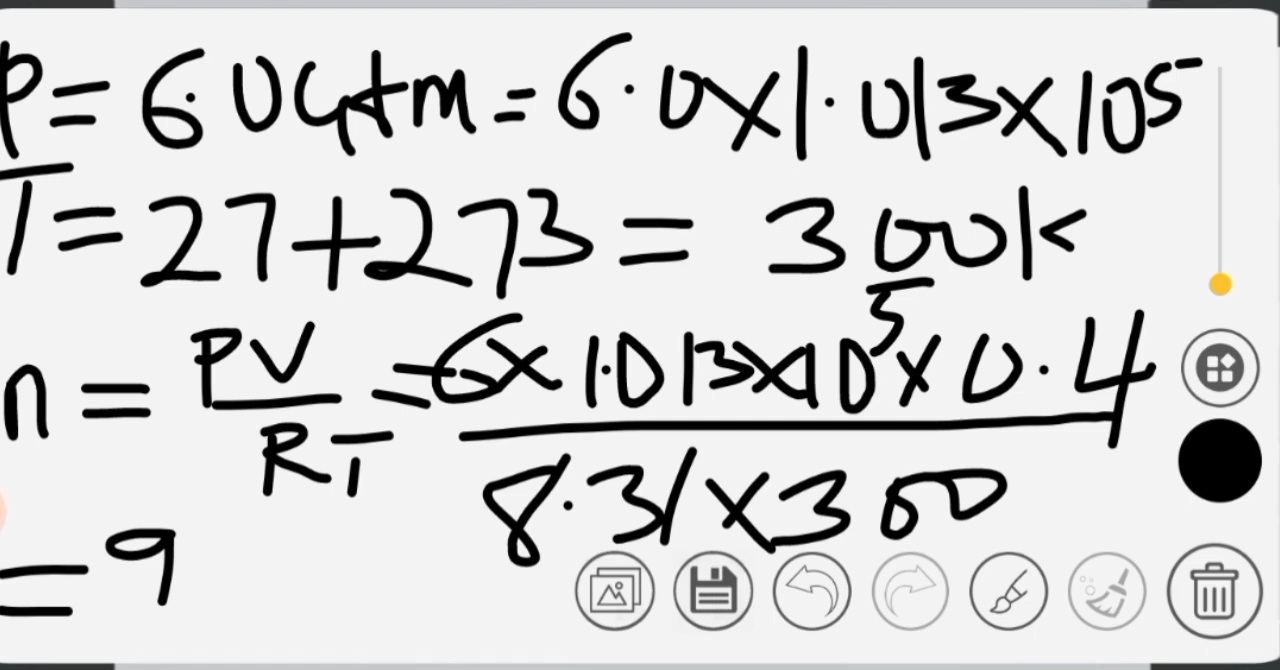 P = 6.0 atm = 6.0 x 1.013 x 10⁵
T = 27 + 273 = 300K
n = PV/RT = 6 x 1.013 x 10⁵ x 0.4 / 8.31 x 300
= 9